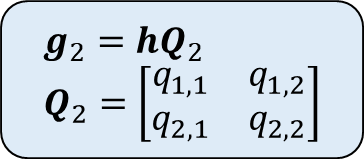 g₂ = hQ₂
Q₂ = [q₁,₁ q₁,₂
q₂,₁ q₂,₂]